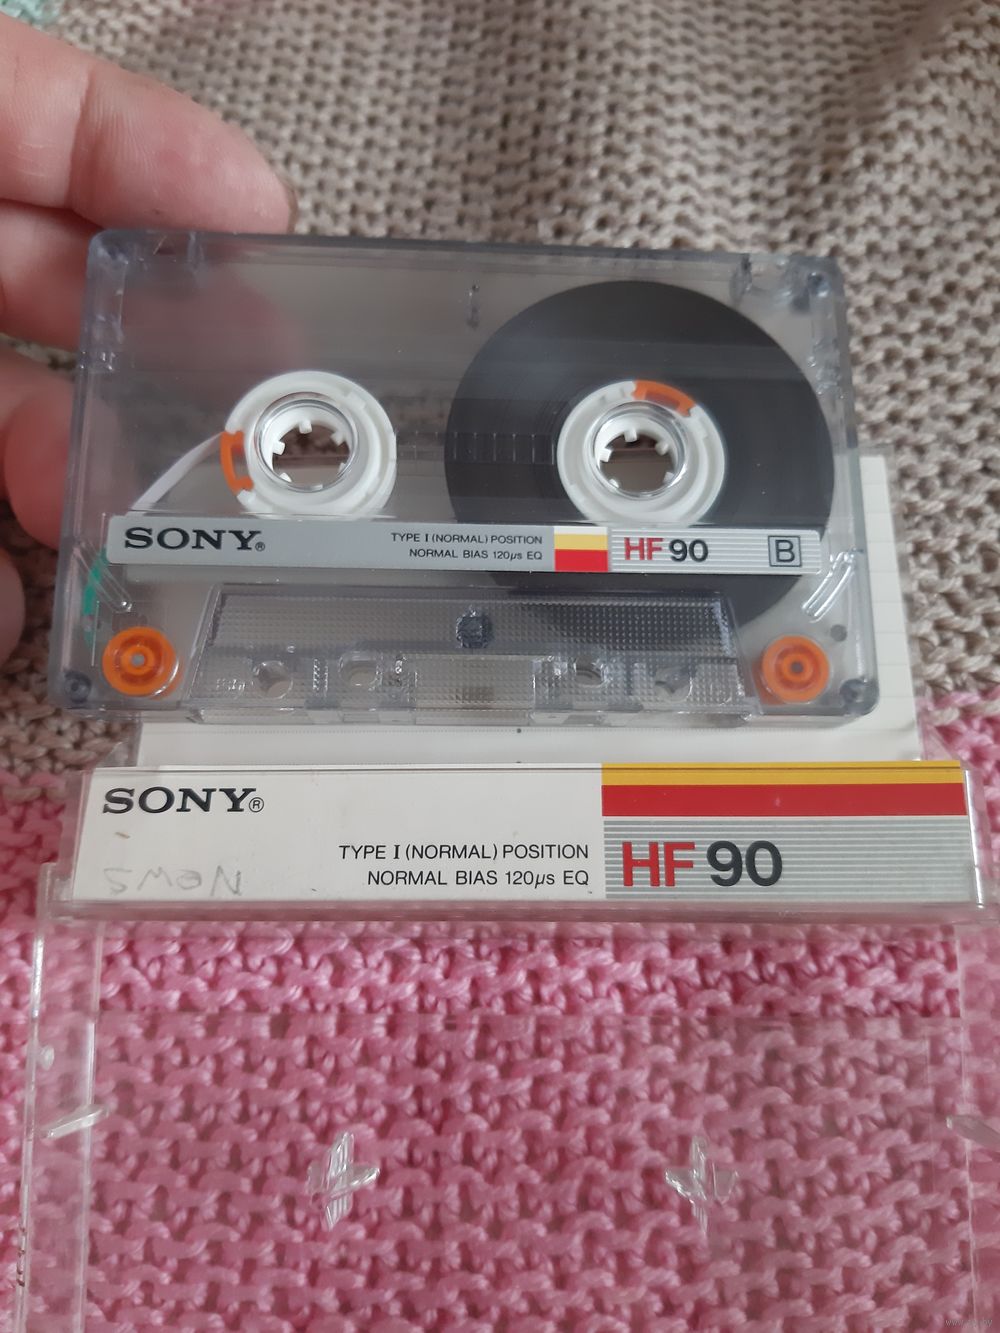 SONY®
TYPE I (NORMAL) POSITION
NORMAL BIAS 120µs EQ
HF 90
B
SONY®
TYPE I (NORMAL) POSITION
NORMAL BIAS 120µs EQ
HF 90
News